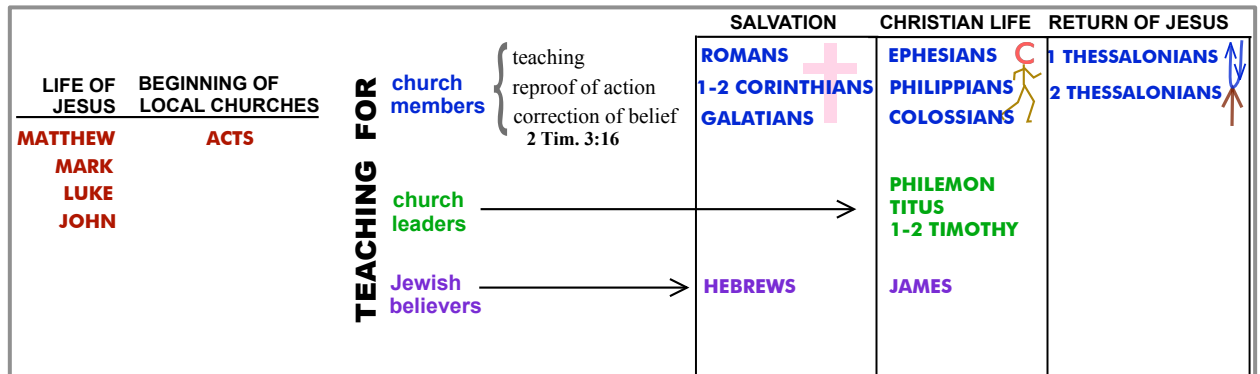 LIFE OF
JESUS
MATTHEW
MARK
LUKE
JOHN
BEGINNING OF
LOCAL CHURCHES
ACTS
TEACHING FOR
church
members
teaching
reproof of action
correction of belief
2 Tim. 3:16
church
leaders
Jewish
believers
SALVATION
ROMANS
1-2 CORINTHIANS
GALATIANS
HEBREWS
CHRISTIAN LIFE
EPHESIANS
C
PHILIPPIANS
COLOSSIANS
PHILEMON
TITUS
1-2 TIMOTHY
JAMES
RETURN OF JESUS
1 THESSALONIANS
2 THESSALONIANS